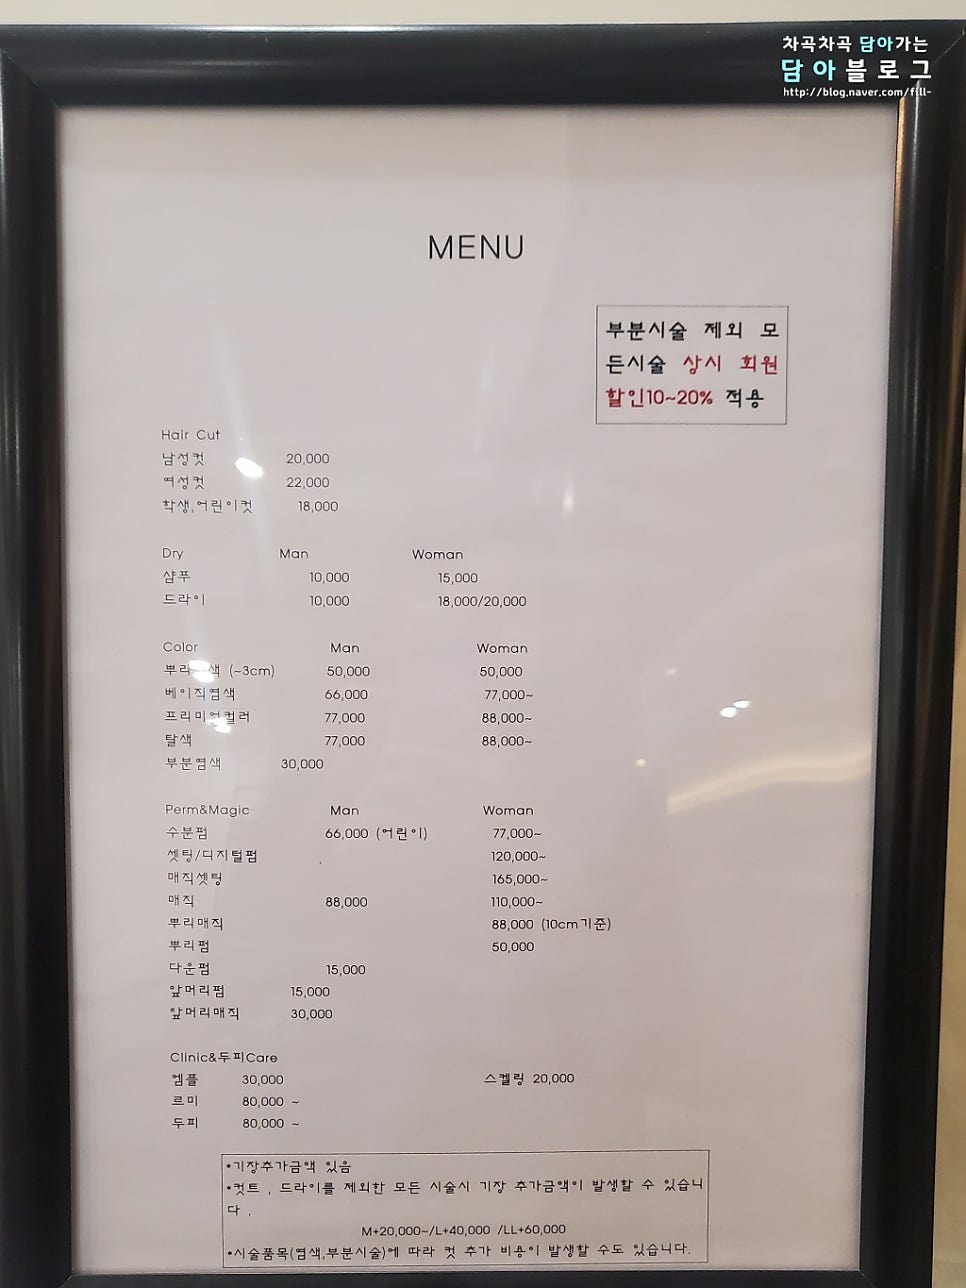 차곡차곡 담아가는
담아블로그
http://blog.naver.com/fill-
MENU
부분시술 제외 모
든시술 상시 회원
할인10~20% 적용
Hair Cut
남성컷 20,000
여성컷 22,000
학생,어린이컷 18,000
Dry Man Woman
샴푸 10,000 15,000
드라이 10,000 18,000/20,000
Color Man Woman
색 (~3cm) 50,000 50,000
베이직염색 66,000 77,000~
프리미엄컬러 77,000 88,000~
탈색 77,000 88,000~
부분염색 30,000
Perm&Magic Man Woman
수분펌 66,000 (어린이) 77,000~
셋팅/디지털펌 120,000~
매직셋팅 165,000~
매직 88,000 110,000~
뿌리매직 88,000 (10cm기준)
뿌리펌 50,000
다운펌 15,000
앞머리펌 15,000
앞머리매직 30,000
Clinic&두피Care
엠플 30,000 스켈링 20,000
르미 80,000 ~
두피 80,000 ~
•기장추가금액 있음
•컷트 , 드라이를 제외한 모든 시술시 기장 추가금액이 발생할 수 있습니
다 .
M+20,000~/L+40,000 /LL+60,000
•시술품목(염색,부분시술)에 따라 컷 추가 비용이 발생할 수도 있습니다.